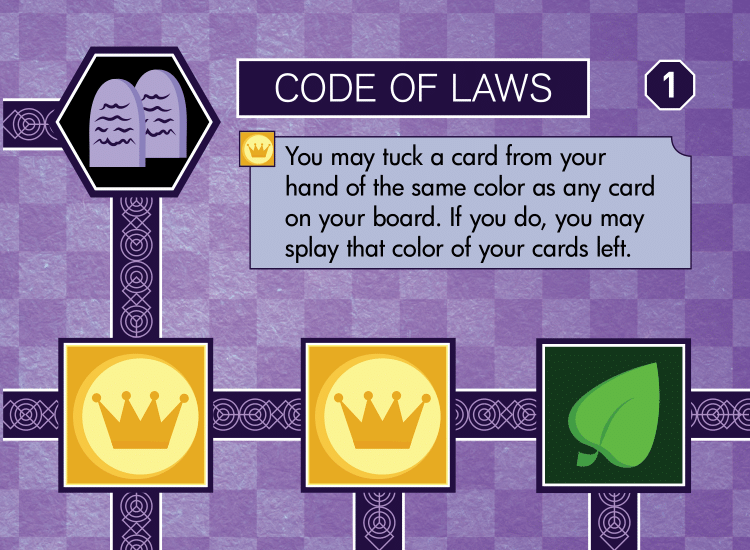 CODE OF LAWS
1
You may tuck a card from your
hand of the same color as any card
on your board. If you do, you may
splay that color of your cards left.